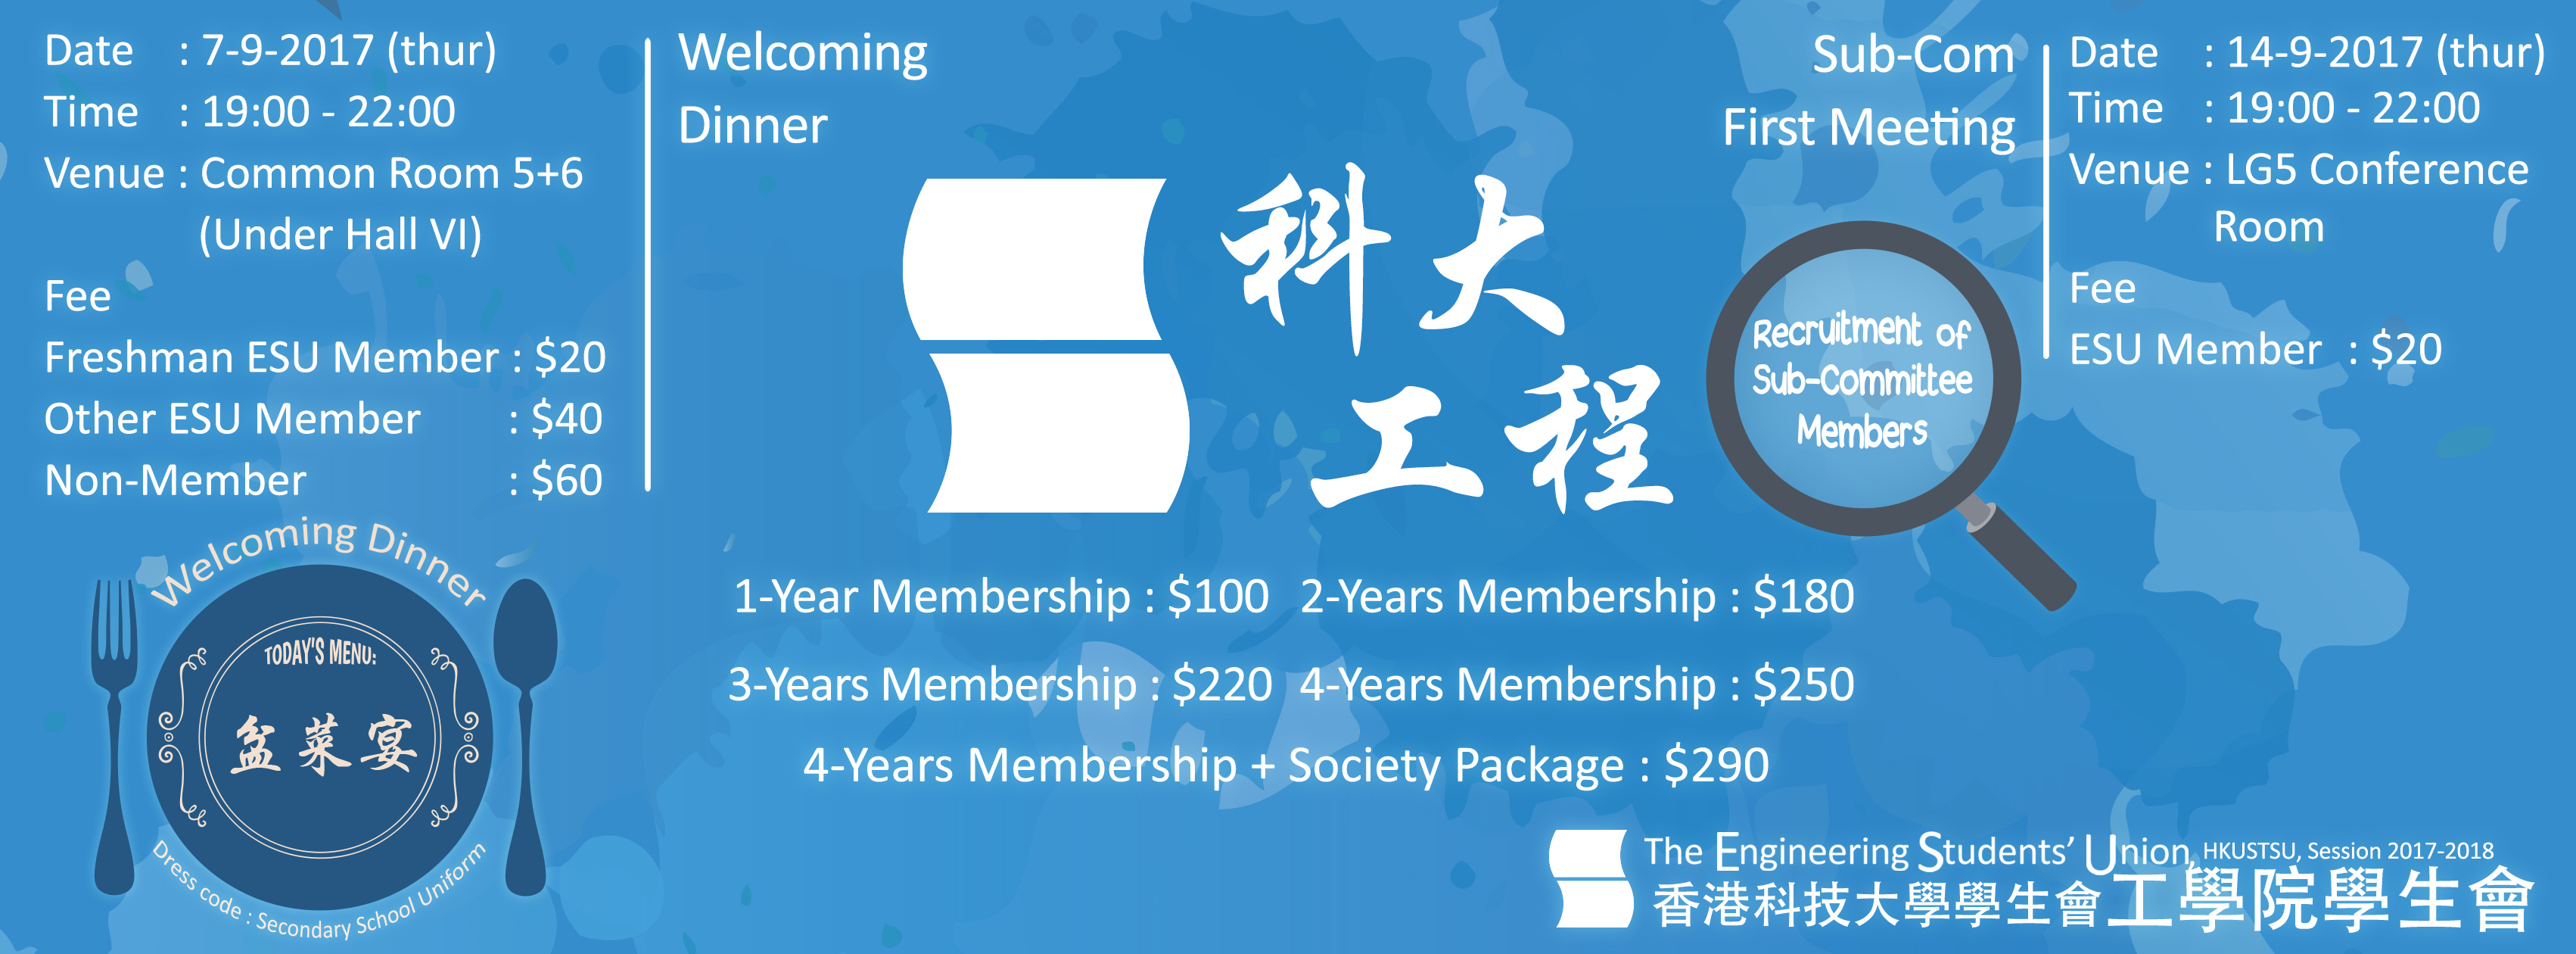 Date : 7-9-2017 (thur)
Time : 19:00 - 22:00
Venue : Common Room 5+6
(Under Hall VI)
Fee
Freshman ESU Member : $20
Other ESU Member : $40
Non-Member : $60
Welcoming
Dinner
Sub-Com
First Meeting
Date : 14-9-2017 (thur)
Time : 19:00 - 22:00
Venue : LG5 Conference
Room
Fee
ESU Member : $20
科大
工程
Recruitment of
Sub-Committee
Members
Welcoming Dinner
TODAY'S MENU:
盆菜宴
Dress code : Secondary School Uniform
1-Year Membership : $100 2-Years Membership : $180
3-Years Membership : $220 4-Years Membership : $250
4-Years Membership + Society Package : $290
The Engineering Students' Union, HKUSTSU, Session 2017-2018
香港科技大學學生會工學院學生會